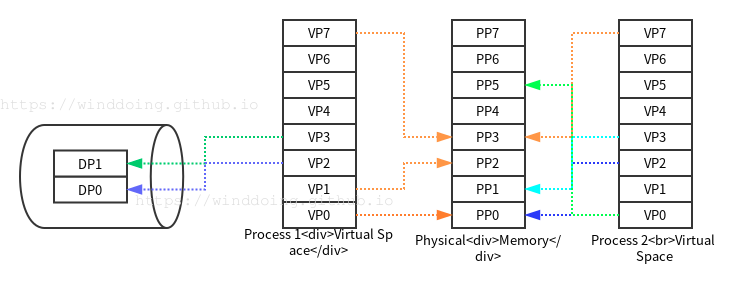 VP7 PP7 VP7
VP6 PP6 VP6
https://winddoing.github.io
VP5 PP5 VP5
VP4 PP4 VP4
VP3 PP3 VP3
DP1 VP2 PP2 VP2
DP0 VP1 PP1 VP1
https://winddoing.github.io
VP0 PP0 VP0
Process 1<div>Virtual Sp
ace</div>
Physical<div>Memory</
div>
Process 2<br>Virtual
Space